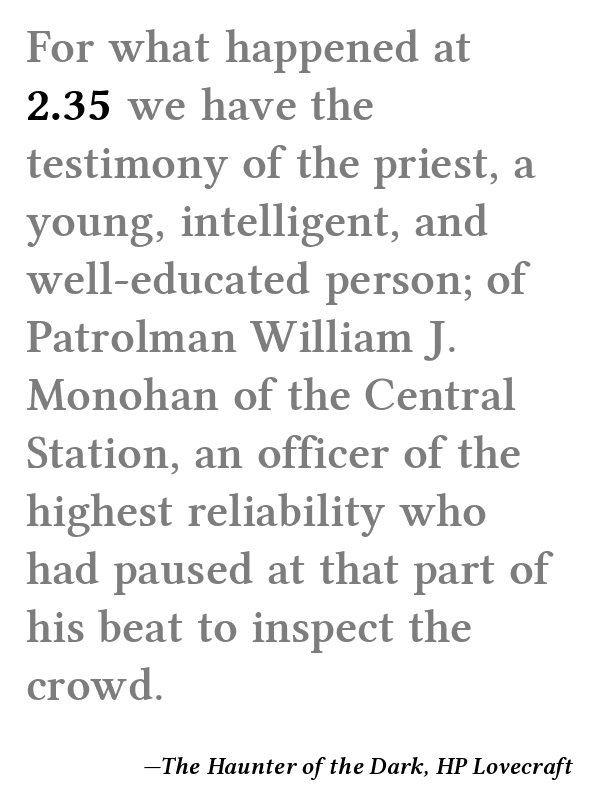 For what happened at
2.35 we have the
testimony of the priest, a
young, intelligent, and
well-educated person; of
Patrolman William J.
Monohan of the Central
Station, an officer of the
highest reliability who
had paused at that part of
his beat to inspect the
crowd.
—The Haunter of the Dark, HP Lovecraft